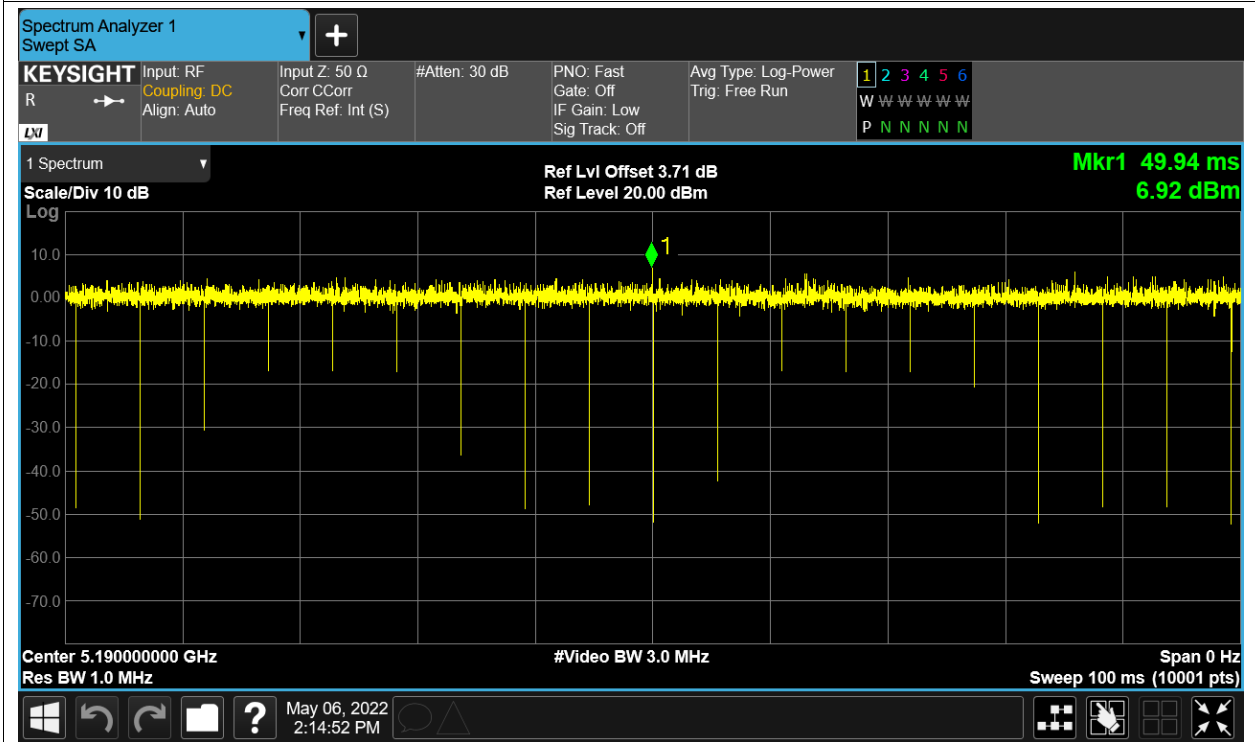 Spectrum Analyzer 1
Swept SA
+
KEYSIGHT
R
LXI
Input: RF
Coupling: DC
Align: Auto
Input Z: 50 Ω
Corr CCorr
Freq Ref: Int (S)
#Atten: 30 dB
PNO: Fast
Gate: Off
IF Gain: Low
Sig Track: Off
Avg Type: Log-Power
Trig: Free Run
1 2 3 4 5 6
W W W W W W
P N N N N N
1 Spectrum
Scale/Div 10 dB
Log
Ref Lvl Offset 3.71 dB
Ref Level 20.00 dBm
Mkr1 49.94 ms
6.92 dBm
1
10.0
0.00
-10.0
-20.0
-30.0
-40.0
-50.0
-60.0
-70.0
Center 5.190000000 GHz
Res BW 1.0 MHz
#Video BW 3.0 MHz
Span 0 Hz
Sweep 100 ms (10001 pts)
?
May 06, 2022
2:14:52 PM